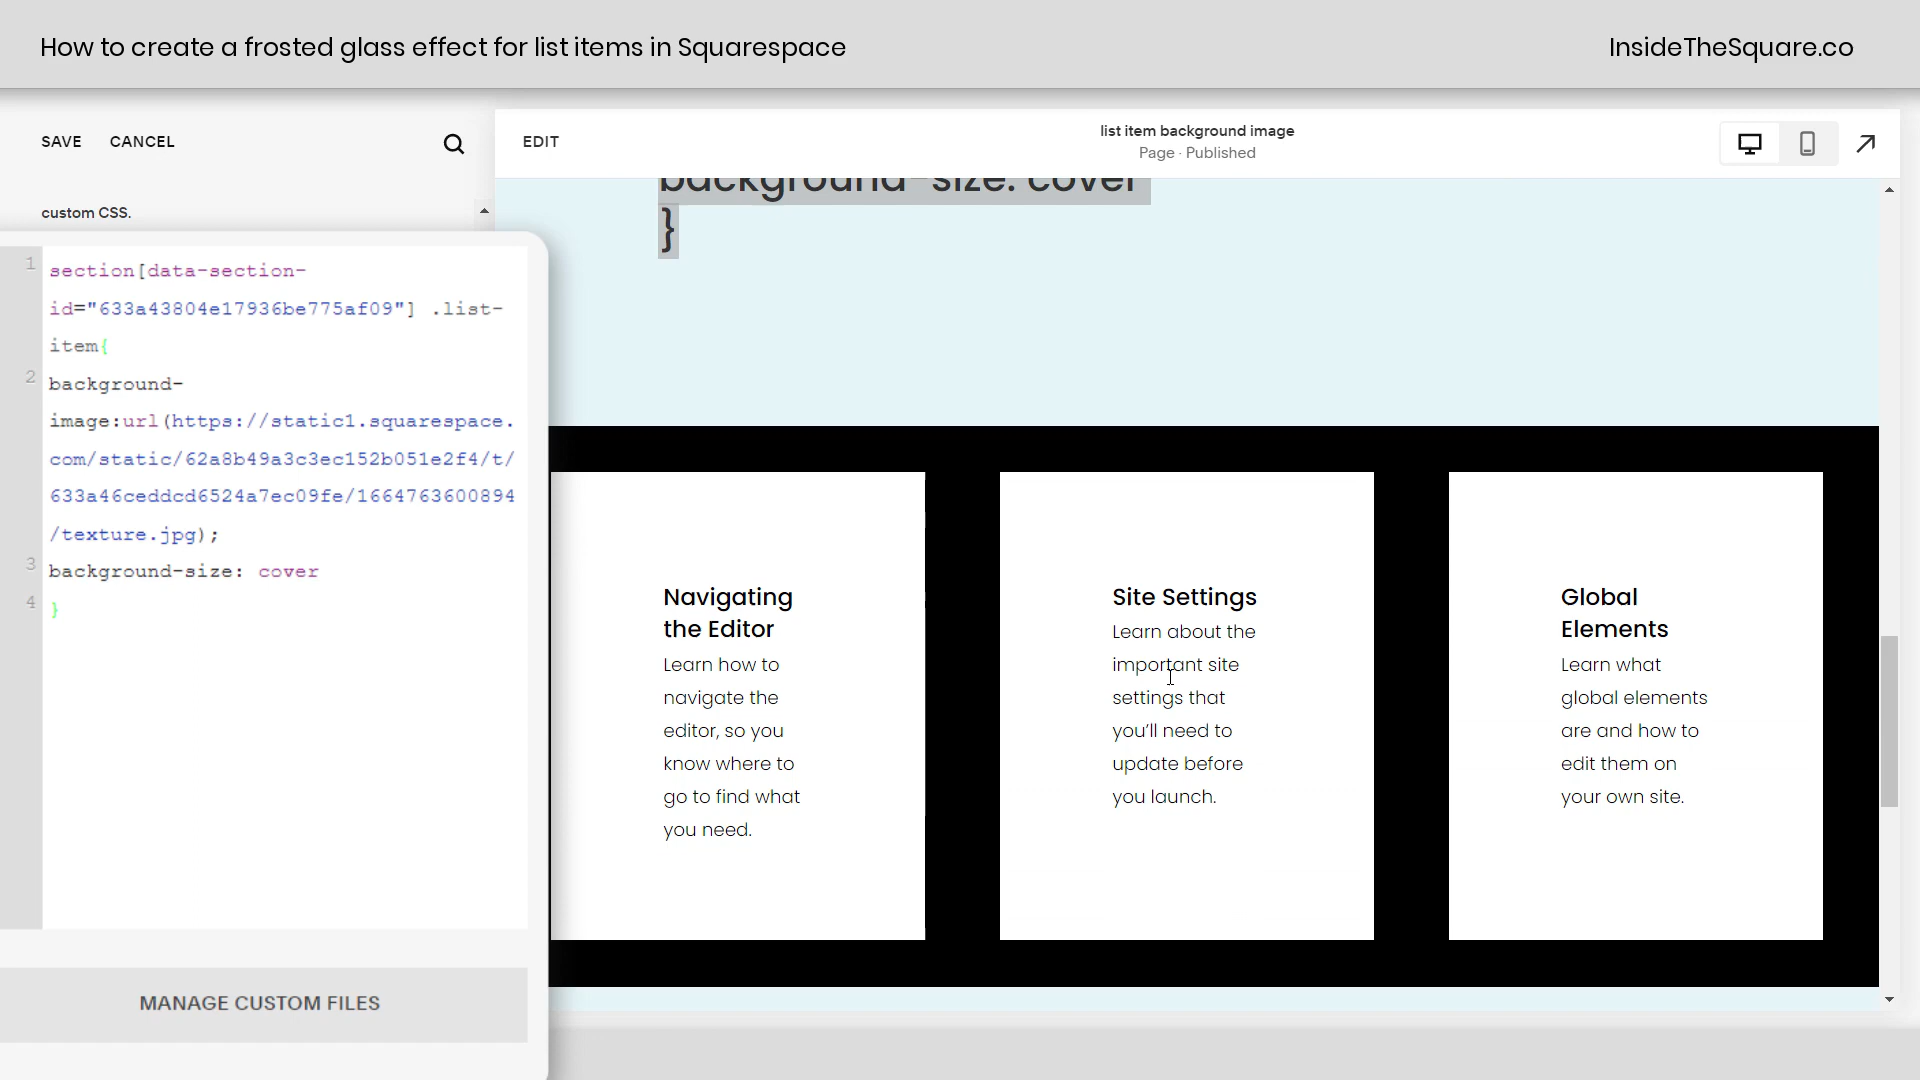 How to create a frosted glass effect for list items in Squarespace
InsideTheSquare.co
SAVE CANCEL
EDIT
list item background image
Page · Published
custom CSS.
background-size: cover
}
1 section[data-section-
id="633a43804e17936be775af09"] .list-
item{
2 background-
image:url(https://static1.squarespace.
com/static/62a8b49a3c3ec152b051e2f4/t/
633a46ceddcd6524a7ec09fe/1664763600894
/texture.jpg);
3 background-size: cover
4 }
MANAGE CUSTOM FILES
Navigating
the Editor
Learn how to
navigate the
editor, so you
know where to
go to find what
you need.
Site Settings
Learn about the
important site
settings that
you'll need to
update before
you launch.
Global
Elements
Learn what
global elements
are and how to
edit them on
your own site.